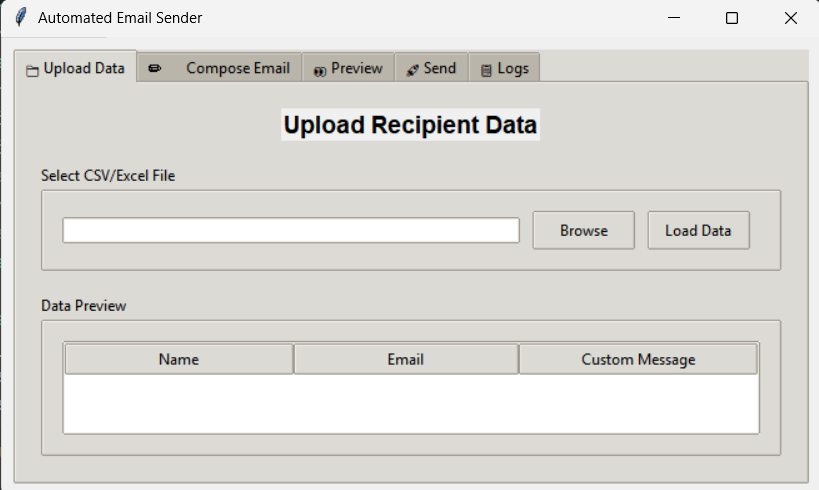 Automated Email Sender
Upload Data Compose Email Preview Send Logs
Upload Recipient Data
Select CSV/Excel File
Browse Load Data
Data Preview
Name Email Custom Message